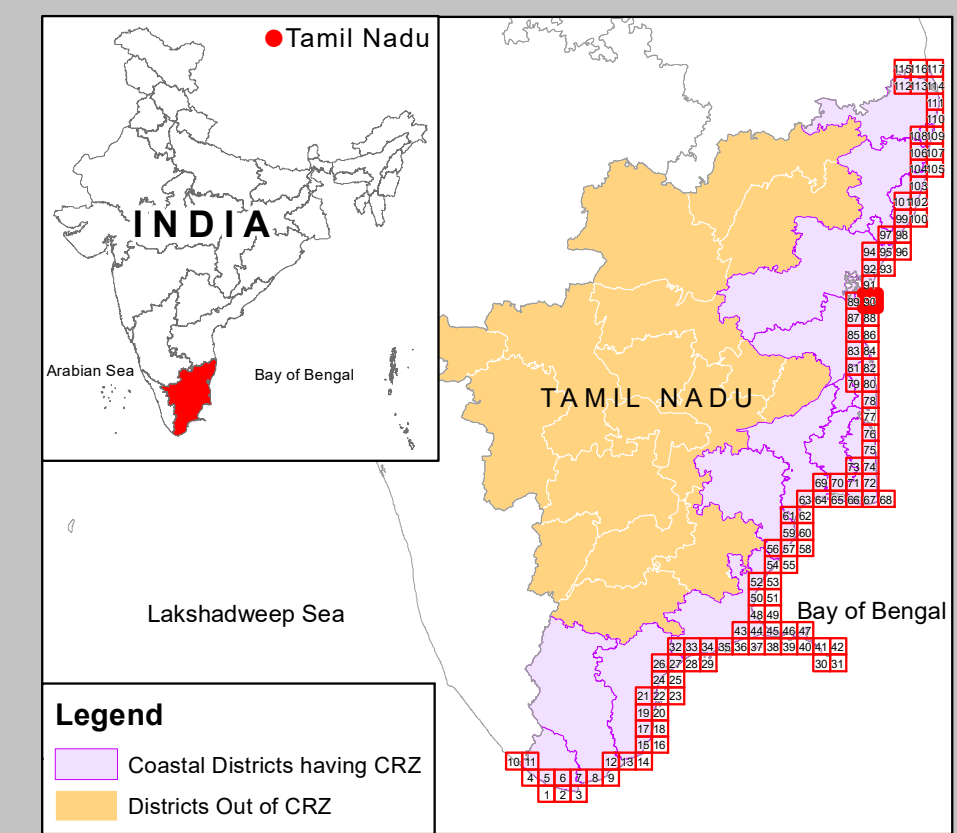 Tamil Nadu
INDIA
Arabian Sea
Bay of Bengal
TAMIL NADU
Lakshadweep Sea
Bay of Bengal
115 116 117
112 113 114
111
110
108 109
106 107
104 105
103
101 102
99 100
97 98
94 95 96
92 93
91
89 90
87 88
85 86
83 84
81 82
79 80
78
77
76
75
73 74
69 70 71 72
63 64 65 66 67 68
61 62
59 60
56 57 58
54 55
52 53
50 51
48 49
43 44 45 46 47
32 33 34 35 36 37 38 39 40 41 42
26 27 28 29 30 31
24 25
21 22 23
19 20
17 18
15 16
10 11 12 13 14
4 5 6 7 8 9
1 2 3
Legend
Coastal Districts having CRZ
Districts Out of CRZ